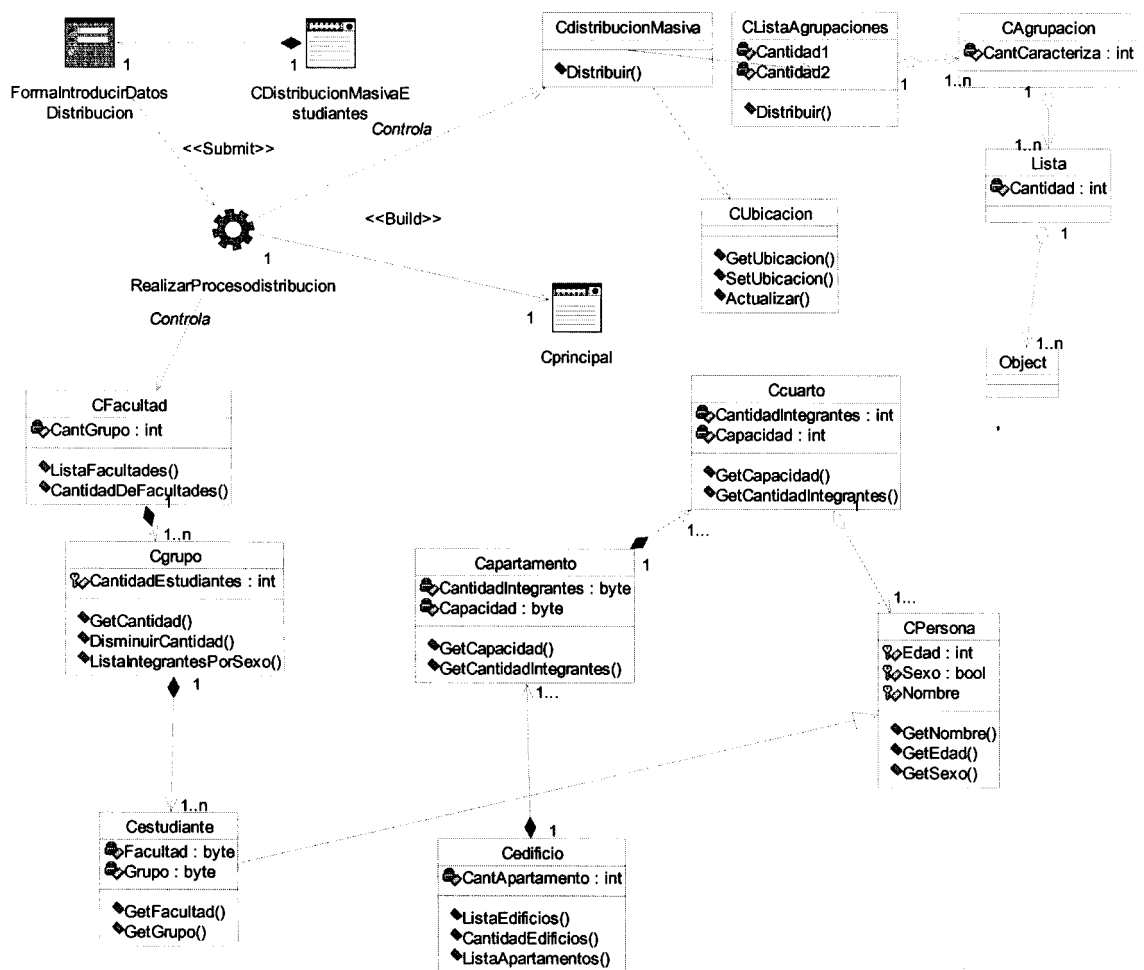 1
FormaIntroducirDatos
Distribucion
1
CDistribucionMasivaE
studiantes
<<Submit>>
Controla
CdistribucionMasiva
Distribuir()
CListaAgrupaciones
Cantidad1
Cantidad2
Distribuir()
1
1..n
CAgrupacion
CantCaracteriza : int
1
1..n
Lista
Cantidad : int
1
1..n
Object
<<Build>>
CUbicacion
GetUbicacion()
SetUbicacion()
Actualizar()
1
RealizarProcesodistribucion
Controla
1
Cprincipal
CFacultad
CantGrupo : int
ListaFacultades()
CantidadDeFacultades()
1
1..n
Cgrupo
CantidadEstudiantes : int
GetCantidad()
DisminuirCantidad()
ListaIntegrantesPorSexo()
1
1..n
Cestudiante
Facultad : byte
Grupo : byte
GetFacultad()
GetGrupo()
Ccuarto
CantidadIntegrantes : int
Capacidad : int
GetCapacidad()
GetCantidadIntegrantes()
1
1...
1
Capartamento
CantidadIntegrantes : byte
Capacidad : byte
GetCapacidad()
GetCantidadIntegrantes()
1...
1
Cedificio
CantApartamento : int
ListaEdificios()
CantidadEdificios()
ListaApartamentos()
1...
CPersona
Edad : int
Sexo : bool
Nombre
GetNombre()
GetEdad()
GetSexo()